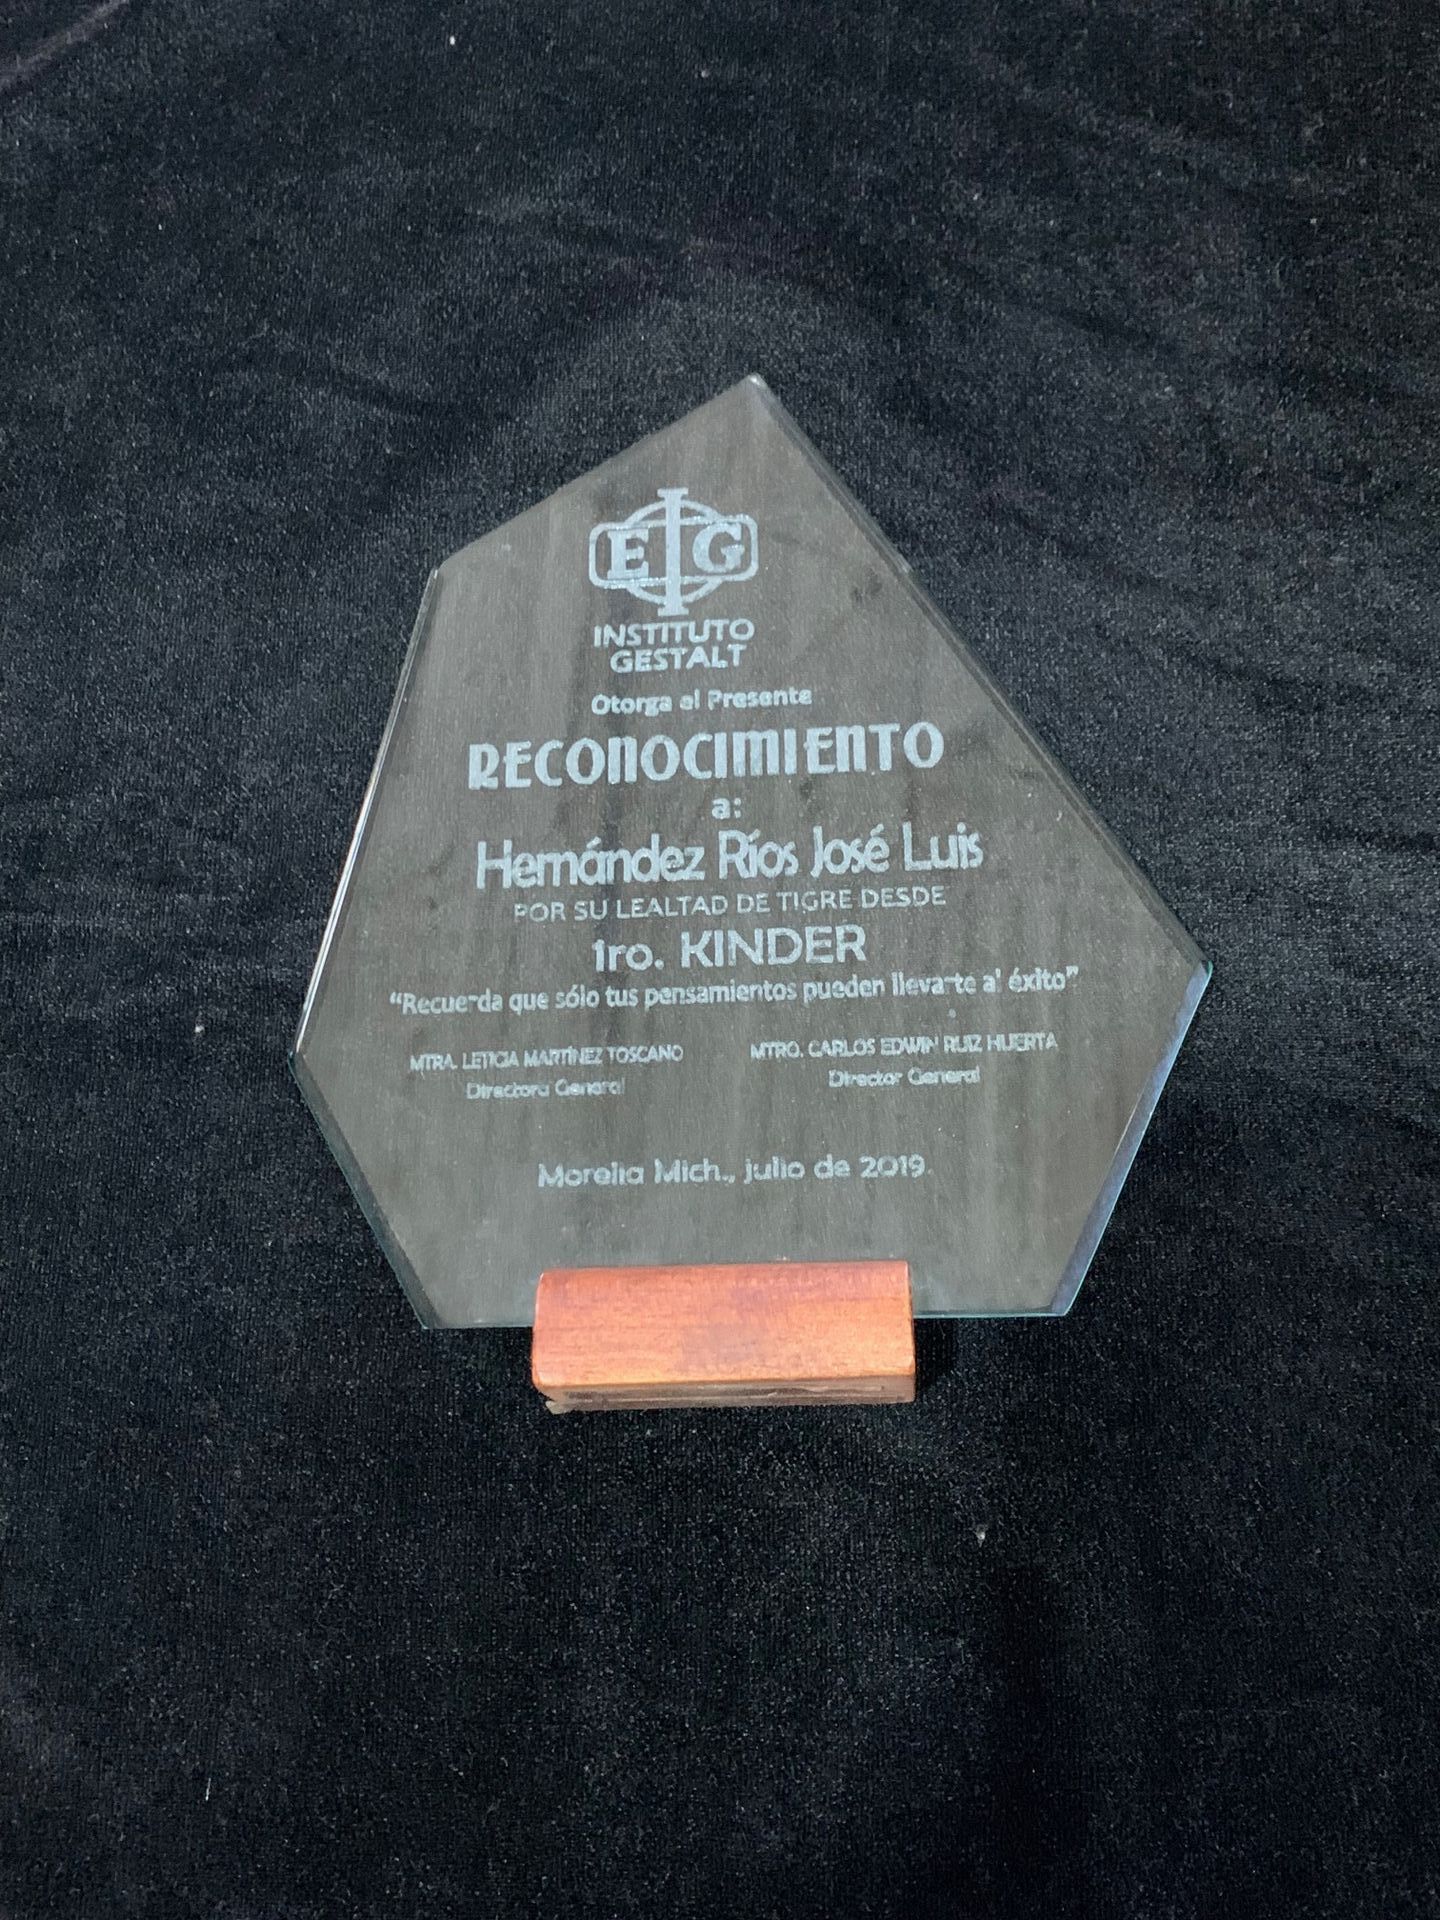 EIG
INSTITUTO
GESTALT
Otorga el Presente
RECONOCIMIENTO
a:
Hernández Ríos José Luis
POR SU LEALTAD DE TIGRE DESDE
1ro. KINDER
“Recuerda que sólo tus pensamientos pueden llevarte al éxito”
MTRA. LETICIA MARTÍNEZ TOSCANO
Directora General
MTRO. CARLOS EDWIN RUIZ HUERTA
Director General
Morelia Mich., julio de 2019.